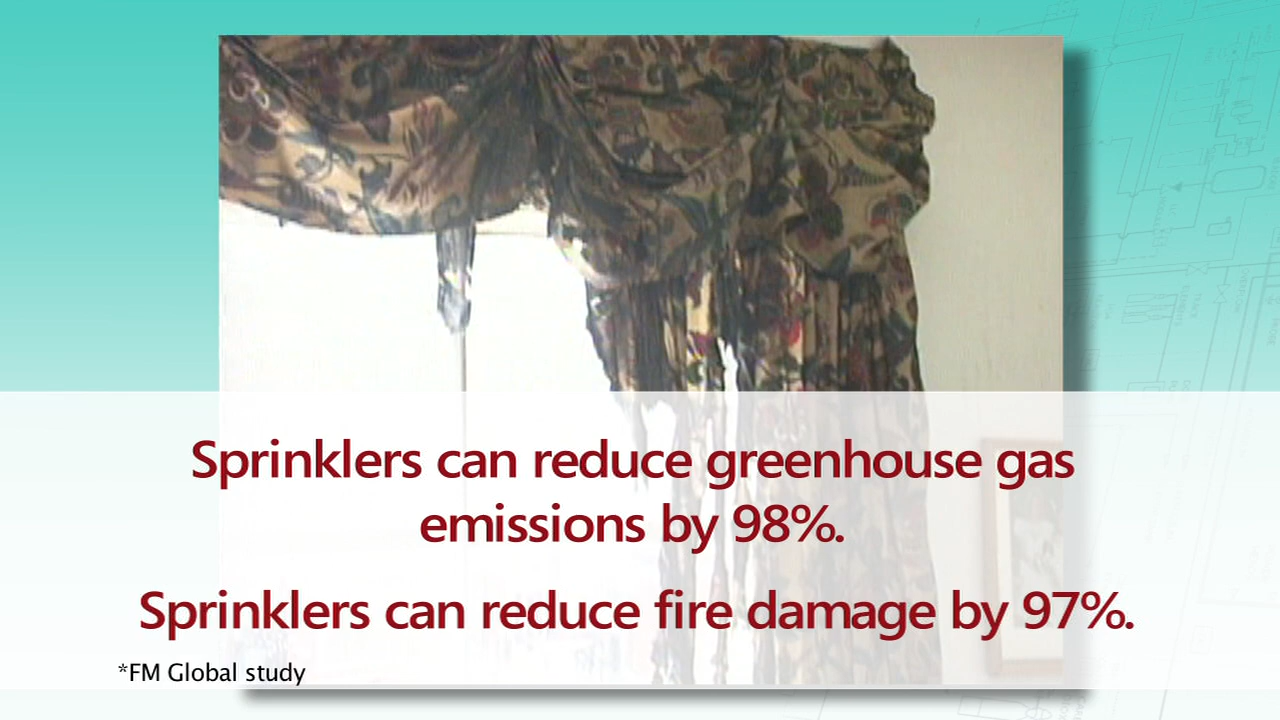 Sprinklers can reduce greenhouse gas
emissions by 98%.
Sprinklers can reduce fire damage by 97%.
*FM Global study